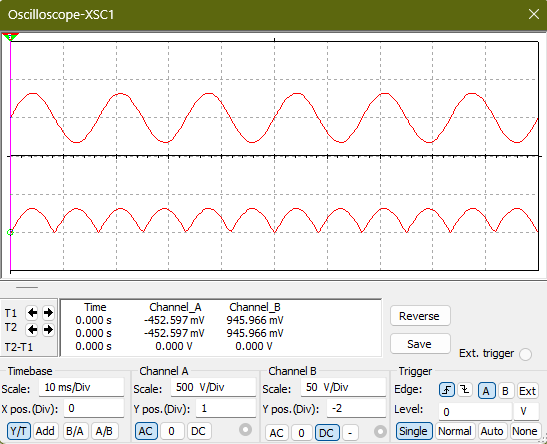 Oscilloscope-XSC1
T1
T2
T2-T1
Time Channel_A Channel_B
0.000 s -452.597 mV 945.966 mV
0.000 s -452.597 mV 945.966 mV
0.000 s 0.000 V 0.000 V
Reverse
Save
Ext. trigger
Timebase
Scale: 10 ms/Div
X pos.(Div): 0
Y/T Add B/A A/B
Channel A
Scale: 500 V/Div
Y pos.(Div): 1
AC 0 DC
Channel B
Scale: 50 V/Div
Y pos.(Div): -2
AC 0 DC -
Trigger
Edge: A B Ext
Level: 0 V
Single Normal Auto None